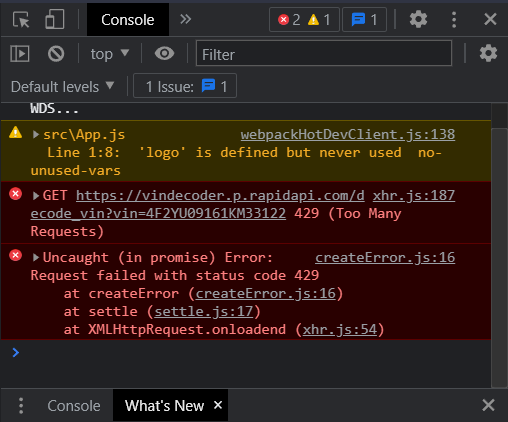 Console
2
1
1
top
Filter
Default levels
1 Issue:
1
WDS...
src\App.js webpackHotDevClient.js:138
Line 1:8: 'logo' is defined but never used no-
unused-vars
GET https://vindecoder.p.rapidapi.com/d xhr.js:187
ecode_vin?vin=4F2YU09161KM33122 429 (Too Many
Requests)
Uncaught (in promise) Error: createError.js:16
Request failed with status code 429
at createError (createError.js:16)
at settle (settle.js:17)
at XMLHttpRequest.onloadend (xhr.js:54)
Console
What's New